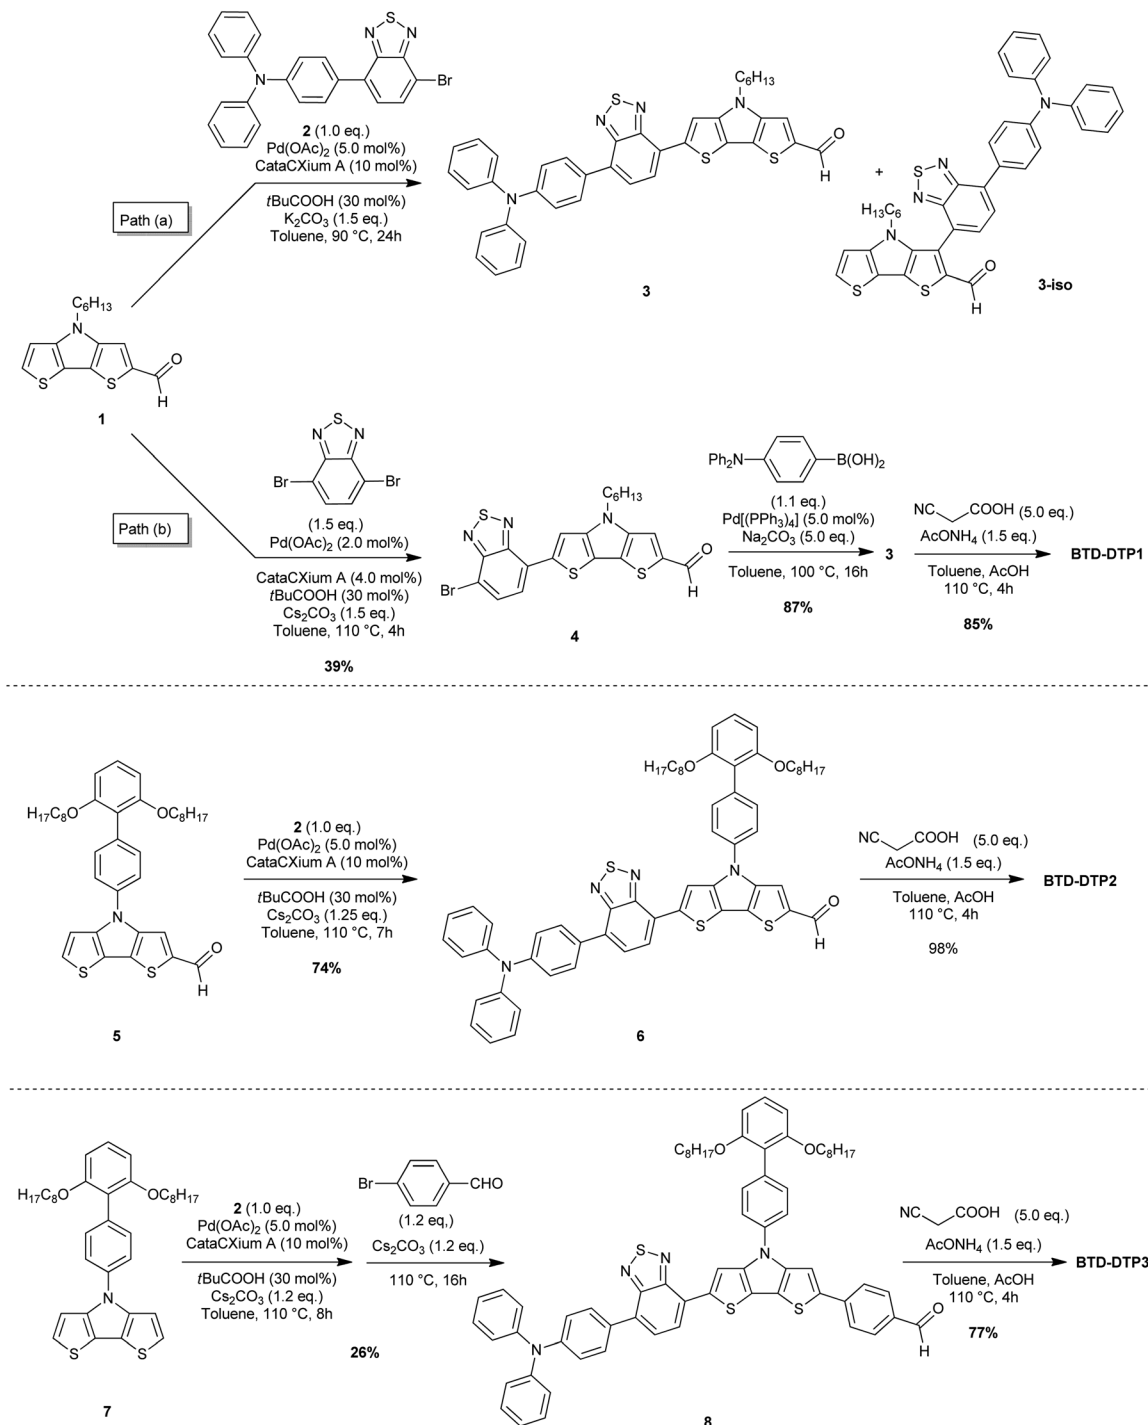 N
S
N
N
Br
2 (1.0 eq.)
Pd(OAc)2 (5.0 mol%)
CataCXium A (10 mol%)
tBuCOOH (30 mol%)
K2CO3 (1.5 eq.)
Toluene, 90 °C, 24h
Path (a)
C6H13
N
S
S
O
H
1
N
S
N
N
C6H13
N
S
S
O
H
3
+
N
N
S
N
H13C6
N
S
S
O
H
3-iso
Path (b)
S
N
N
Br
Br
(1.5 eq.)
Pd(OAc)2 (2.0 mol%)
CataCXium A (4.0 mol%)
tBuCOOH (30 mol%)
Cs2CO3 (1.5 eq.)
Toluene, 110 °C, 4h
39%
S
N
N
Br
C6H13
N
S
S
O
H
4
Ph2N
B(OH)2
(1.1 eq.)
Pd[(PPh3)4] (5.0 mol%)
Na2CO3 (5.0 eq.)
Toluene, 100 °C, 16h
87%
3
NC COOH (5.0 eq.)
AcONH4 (1.5 eq.)
Toluene, AcOH
110 °C, 4h
85%
BTD-DTP1
H17C8O OC8H17
N
S
S
O
H
5
2 (1.0 eq.)
Pd(OAc)2 (5.0 mol%)
CataCXium A (10 mol%)
tBuCOOH (30 mol%)
Cs2CO3 (1.25 eq.)
Toluene, 110 °C, 7h
74%
H17C8O OC8H17
N
S
N
N
N
S
S
O
H
6
NC COOH (5.0 eq.)
AcONH4 (1.5 eq.)
Toluene, AcOH
110 °C, 4h
98%
BTD-DTP2
H17C8O OC8H17
N
S
S
7
2 (1.0 eq.)
Pd(OAc)2 (5.0 mol%)
CataCXium A (10 mol%)
tBuCOOH (30 mol%)
Cs2CO3 (1.2 eq.)
Toluene, 110 °C, 8h
Br
CHO
(1.2 eq,)
Cs2CO3 (1.2 eq.)
110 °C, 16h
26%
C8H17O OC8H17
N
S
N
N
N
S
S
O
H
8
NC COOH (5.0 eq.)
AcONH4 (1.5 eq.)
Toluene, AcOH
110 °C, 4h
77%
BTD-DTP3